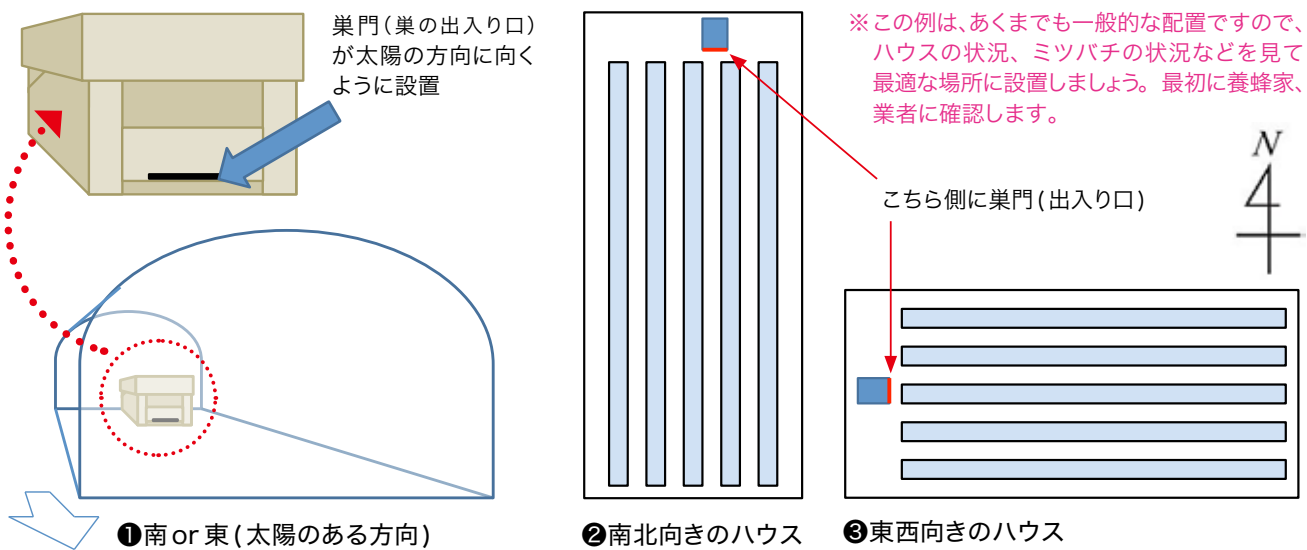 巣門(巣の出入り口)
が太陽の方向に向く
ように設置
※この例は、あくまでも一般的な配置ですので、
ハウスの状況、ミツバチの状況などを見て
最適な場所に設置しましょう。最初に養蜂家、
業者に確認します。
N
こちら側に巣門(出入り口)
❶南or東(太陽のある方向)
❷南北向きのハウス
❸東西向きのハウス